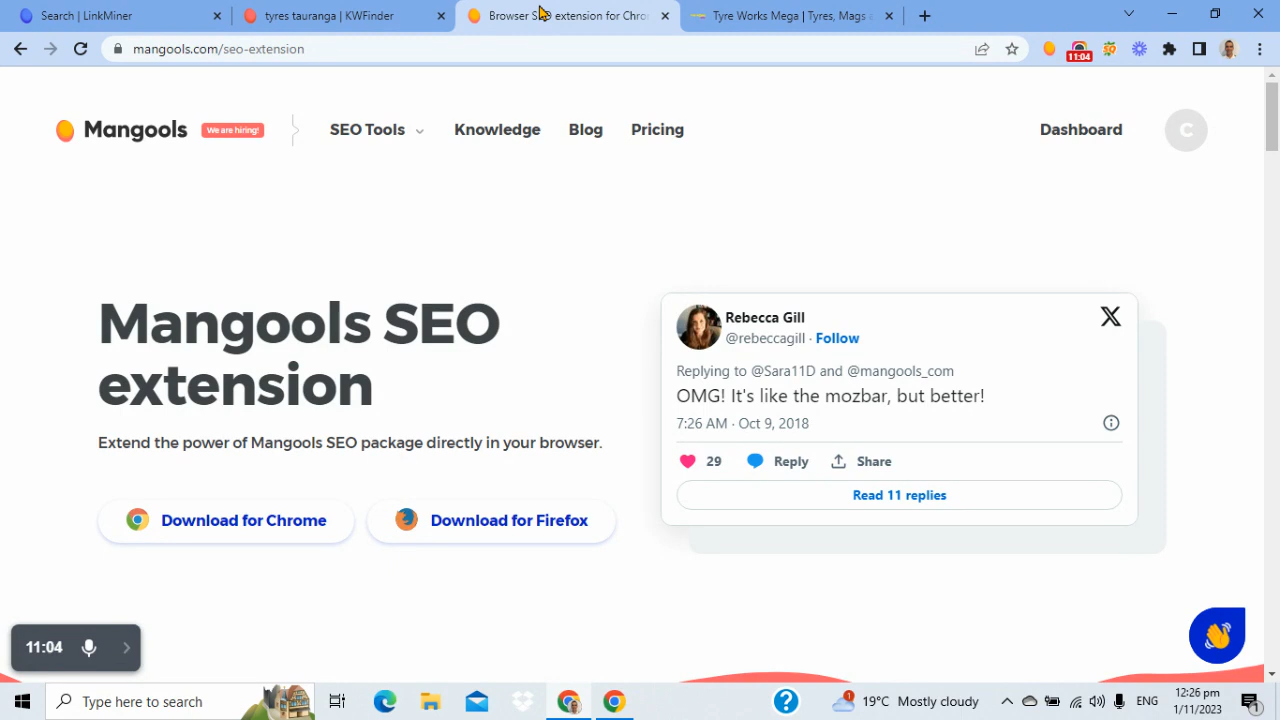 Search | LinkMiner
tyres tauranga | KWFinder
Browser SEO extension for Chro
Tyre Works Mega | Tyres, Mags
mangools.com/seo-extension
11:04
Mangools
We are hiring!
SEO Tools
Knowledge
Blog
Pricing
Dashboard
C
Mangools SEO
extension
Extend the power of Mangools SEO package directly in your browser.
Download for Chrome
Download for Firefox
Rebecca Gill
@rebeccagill · Follow
Replying to @Sara11D and @mangools_com
OMG! It's like the mozbar, but better!
7:26 AM · Oct 9, 2018
29
Reply
Share
Read 11 replies
11:04
Type here to search
1
19°C Mostly cloudy
ENG
12:26 pm
1/11/2023
1